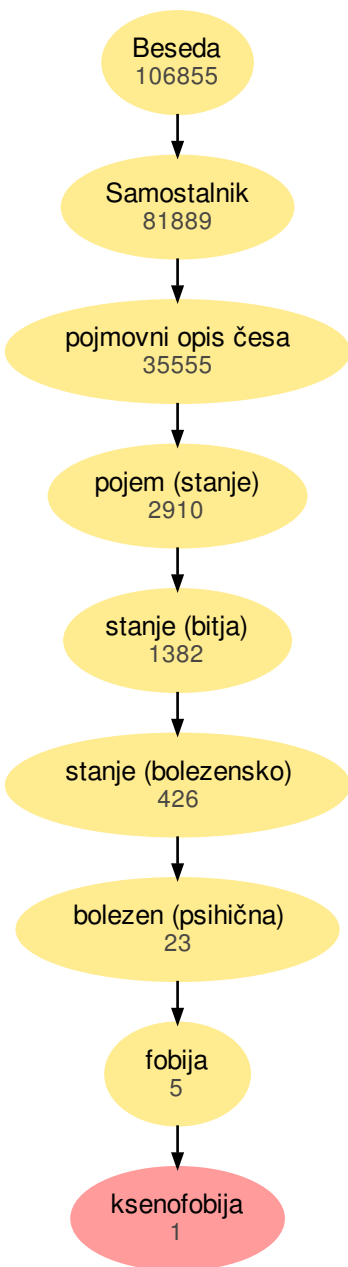 Beseda
106855
Samostalnik
81889
pojmovni opis česa
35555
pojem (stanje)
2910
stanje (bitja)
1382
stanje (bolezensko)
426
bolezen (psihična)
23
fobija
5
ksenofobija
1